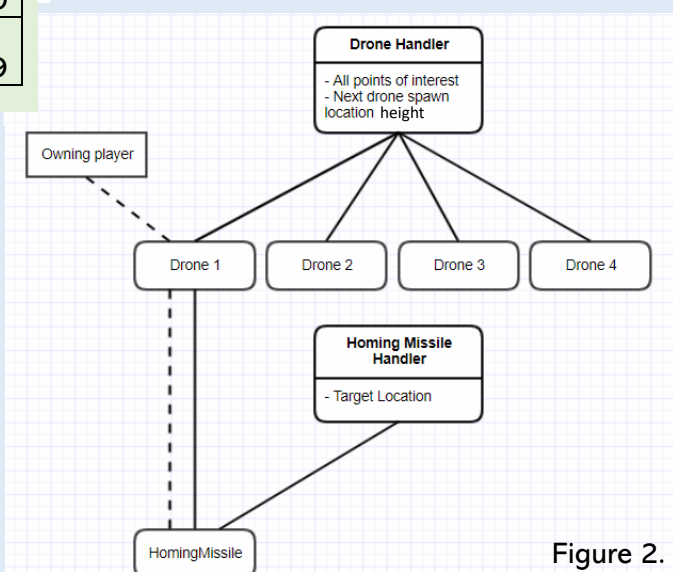 9
Drone Handler
- All points of interest
- Next drone spawn
location height
Owning player
Drone 1
Drone 2
Drone 3
Drone 4
Homing Missile
Handler
- Target Location
HomingMissile
Figure 2.